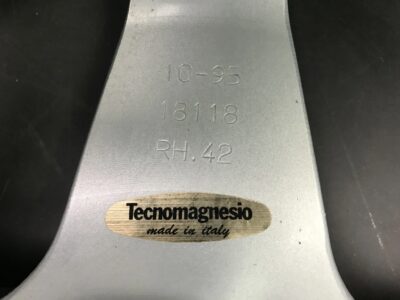 10-95
18118
RH.42
Tecnomagnesio
made in italy